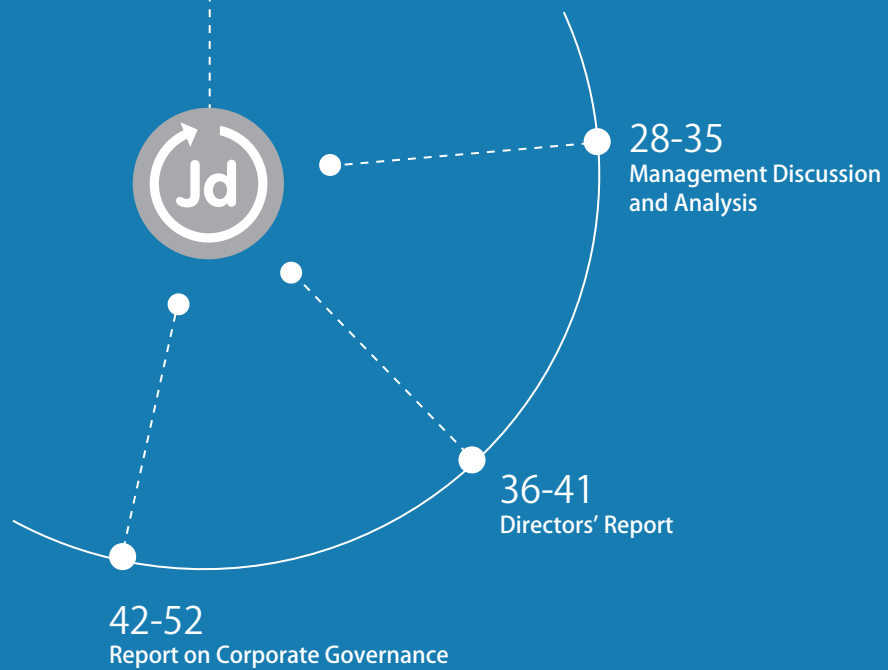 Jd
28-35
Management Discussion
and Analysis
36-41
Directors’ Report
42-52
Report on Corporate Governance